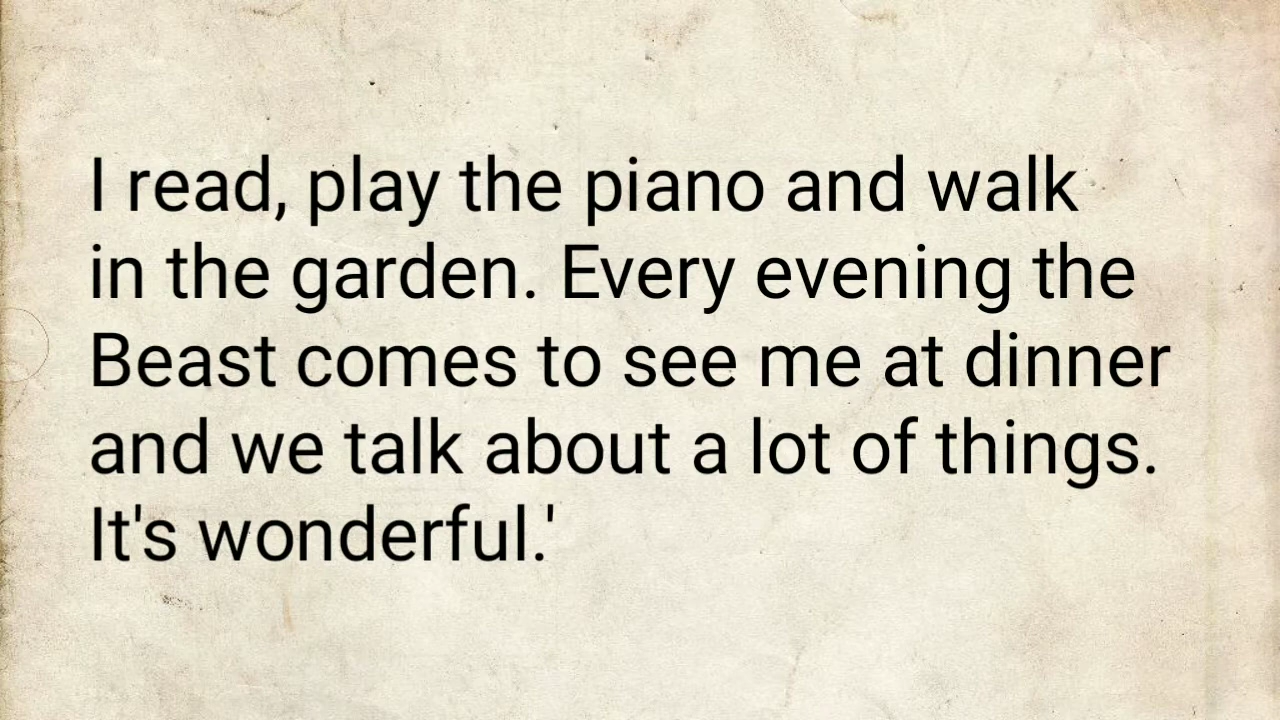 I read, play the piano and walk
in the garden. Every evening the
Beast comes to see me at dinner
and we talk about a lot of things.
It's wonderful.'